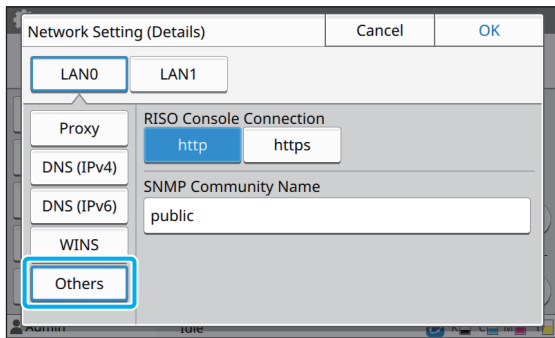 Network Setting (Details)
Cancel
OK
LAN0
LAN1
Proxy
DNS (IPv4)
DNS (IPv6)
WINS
Others
RISO Console Connection
http
https
SNMP Community Name
public
Admin
Idle
K
C
M